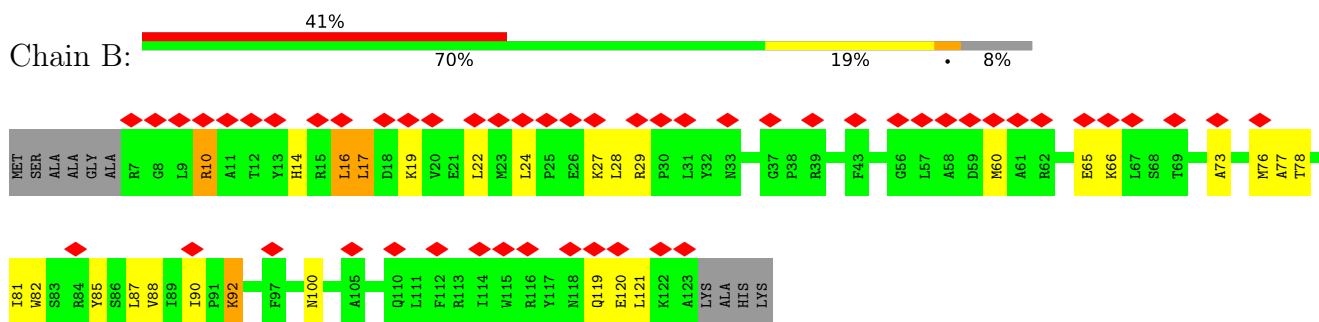 41%
Chain B:
70% 19% • 8%
MET SER ALA ALA GLY ALA R7 G8 L9 R10 A11 T12 Y13 H14 R15 L16 L17 D18 K19 V20 E21 L22 M23 L24 P25 E26 K27 L28 R29 P30 L31 Y32 N33 G37 P38 R39 F43 G56 L57 A58 D59 M60 A61 R62 E65 K66 L67 S68 T69 A73 M76 A77 T78
I81 W82 S83 R84 Y85 S86 L87 V88 I89 I90 P91 K92 F97 N100 A105 Q110 L111 F112 R113 I114 W115 R116 Y117 N118 Q119 E120 L121 K122 A123 LYS ALA HIS LYS